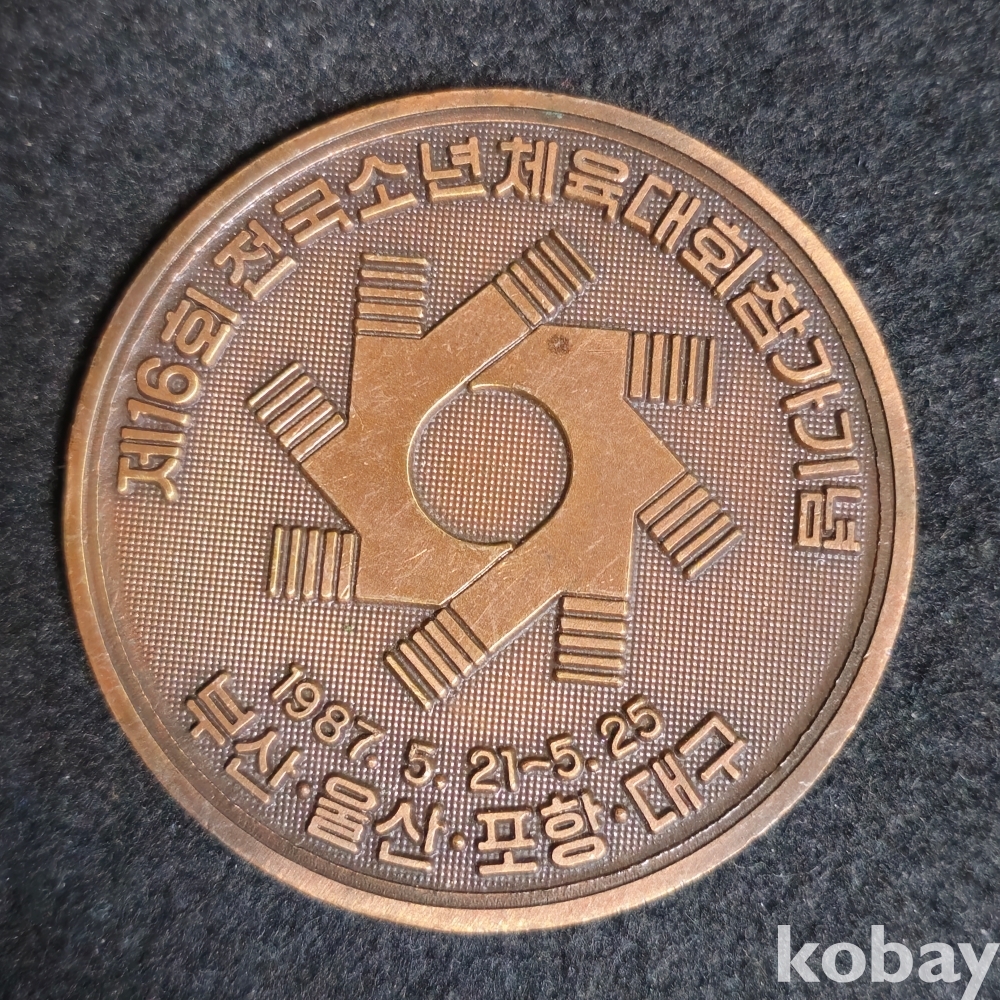 제16회 전국소년체육대회참가기념
1987. 5. 21~5. 25
부산·울산·포항·대구
kobay